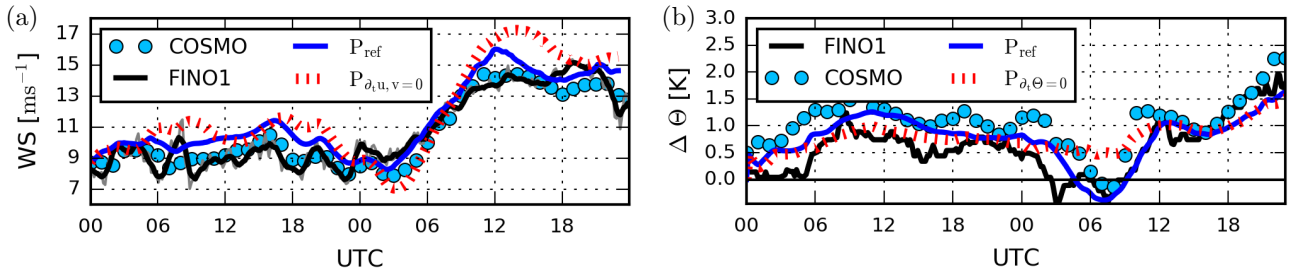 (a)
WS [ms⁻¹]
17
15
13
11
9
7
COSMO
FINO1
P_ref
P_∂ₜu,v=0
00 06 12 18 00 06 12 18
UTC
(b)
Δ Θ [K]
3.0
2.5
2.0
1.5
1.0
0.5
0.0
FINO1
COSMO
P_ref
P_∂ₜΘ=0
00 06 12 18 00 06 12 18
UTC